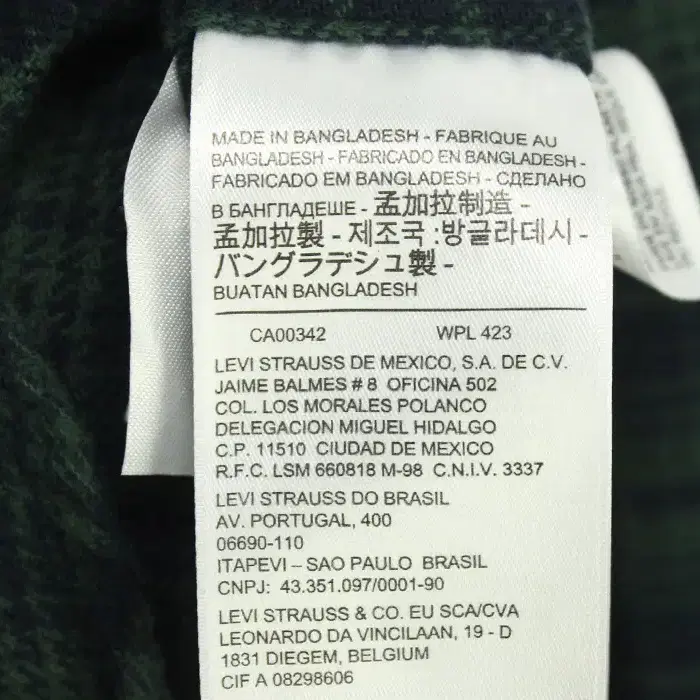 MADE IN BANGLADESH - FABRIQUE AU
BANGLADESH - FABRICADO EN BANGLADESH -
FABRICADO EM BANGLADESH - СДЕЛАНО
В БАНГЛАДЕШЕ - 孟加拉制造 -
孟加拉製 - 제조국 :방글라데시 -
バングラデシュ製 -
BUATAN BANGLADESH
CA00342 WPL 423
LEVI STRAUSS DE MEXICO, S.A. DE C.V.
JAIME BALMES # 8 OFICINA 502
COL. LOS MORALES POLANCO
DELEGACION MIGUEL HIDALGO
C.P. 11510 CIUDAD DE MEXICO
R.F.C. LSM 660818 M-98 C.N.I.V. 3337
LEVI STRAUSS DO BRASIL
AV. PORTUGAL, 400
06690-110
ITAPEVI – SAO PAULO BRASIL
CNPJ: 43.351.097/0001-90
LEVI STRAUSS & CO. EU SCA/CVA
LEONARDO DA VINCILAAN, 19 - D
1831 DIEGEM, BELGIUM
CIF A 08298606